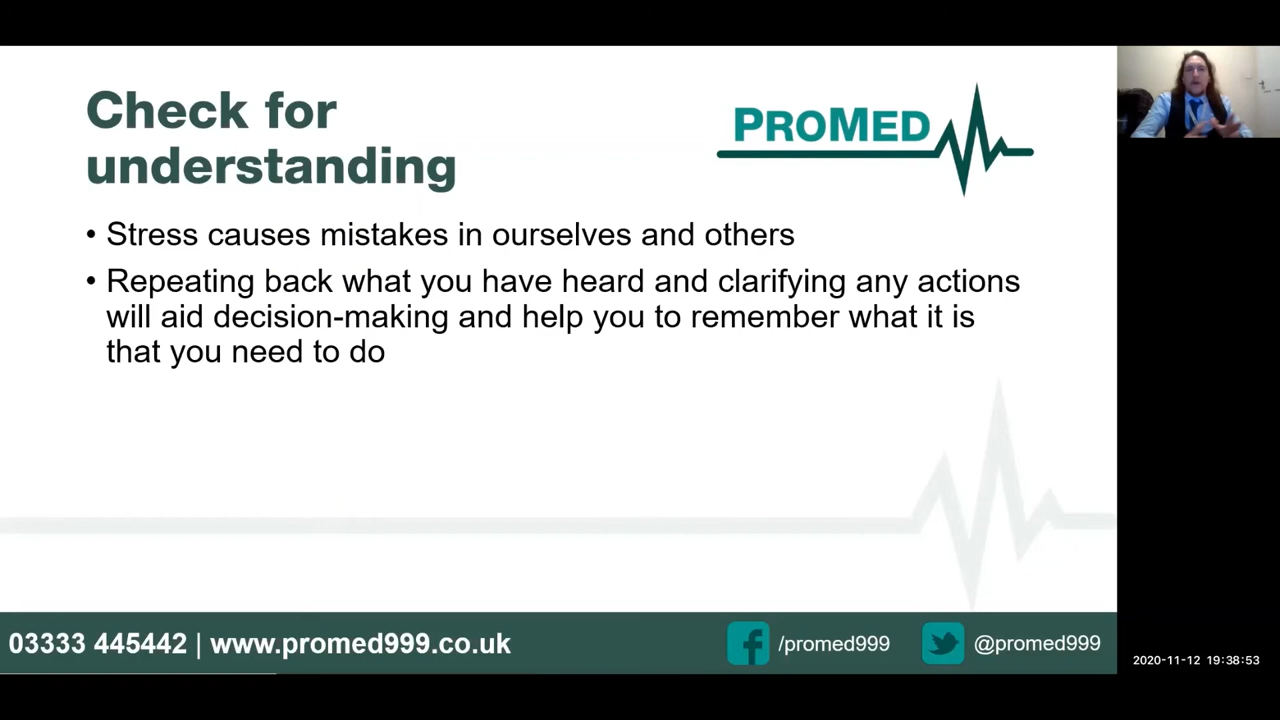 Check for
understanding
PROMED
• Stress causes mistakes in ourselves and others
• Repeating back what you have heard and clarifying any actions
will aid decision-making and help you to remember what it is
that you need to do
03333 445442 | www.promed999.co.uk
/promed999
@promed999
2020-11-12 19:38:53